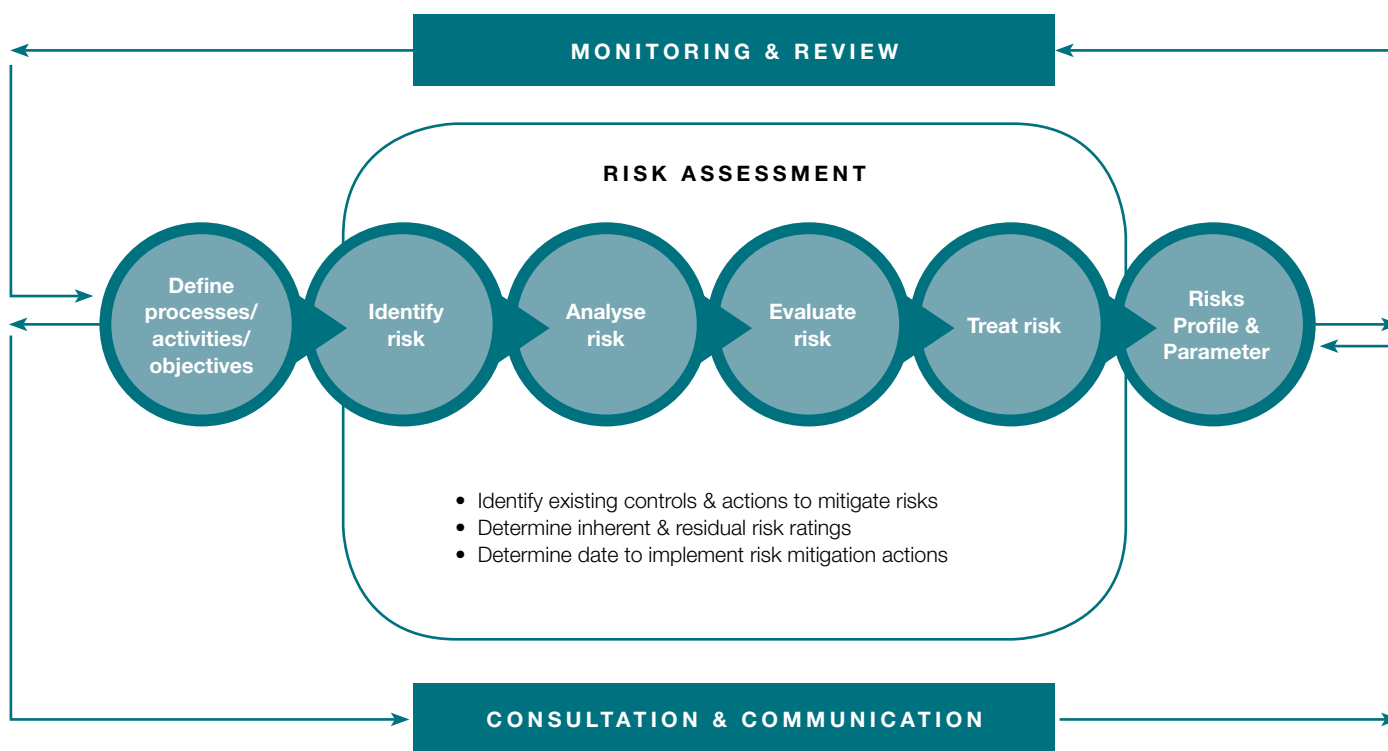 MONITORING & REVIEW
RISK ASSESSMENT
Define
processes/
activities/
objectives
Identify
risk
Analyse
risk
Evaluate
risk
Treat risk
Risks
Profile &
Parameter
• Identify existing controls & actions to mitigate risks
• Determine inherent & residual risk ratings
• Determine date to implement risk mitigation actions
CONSULTATION & COMMUNICATION